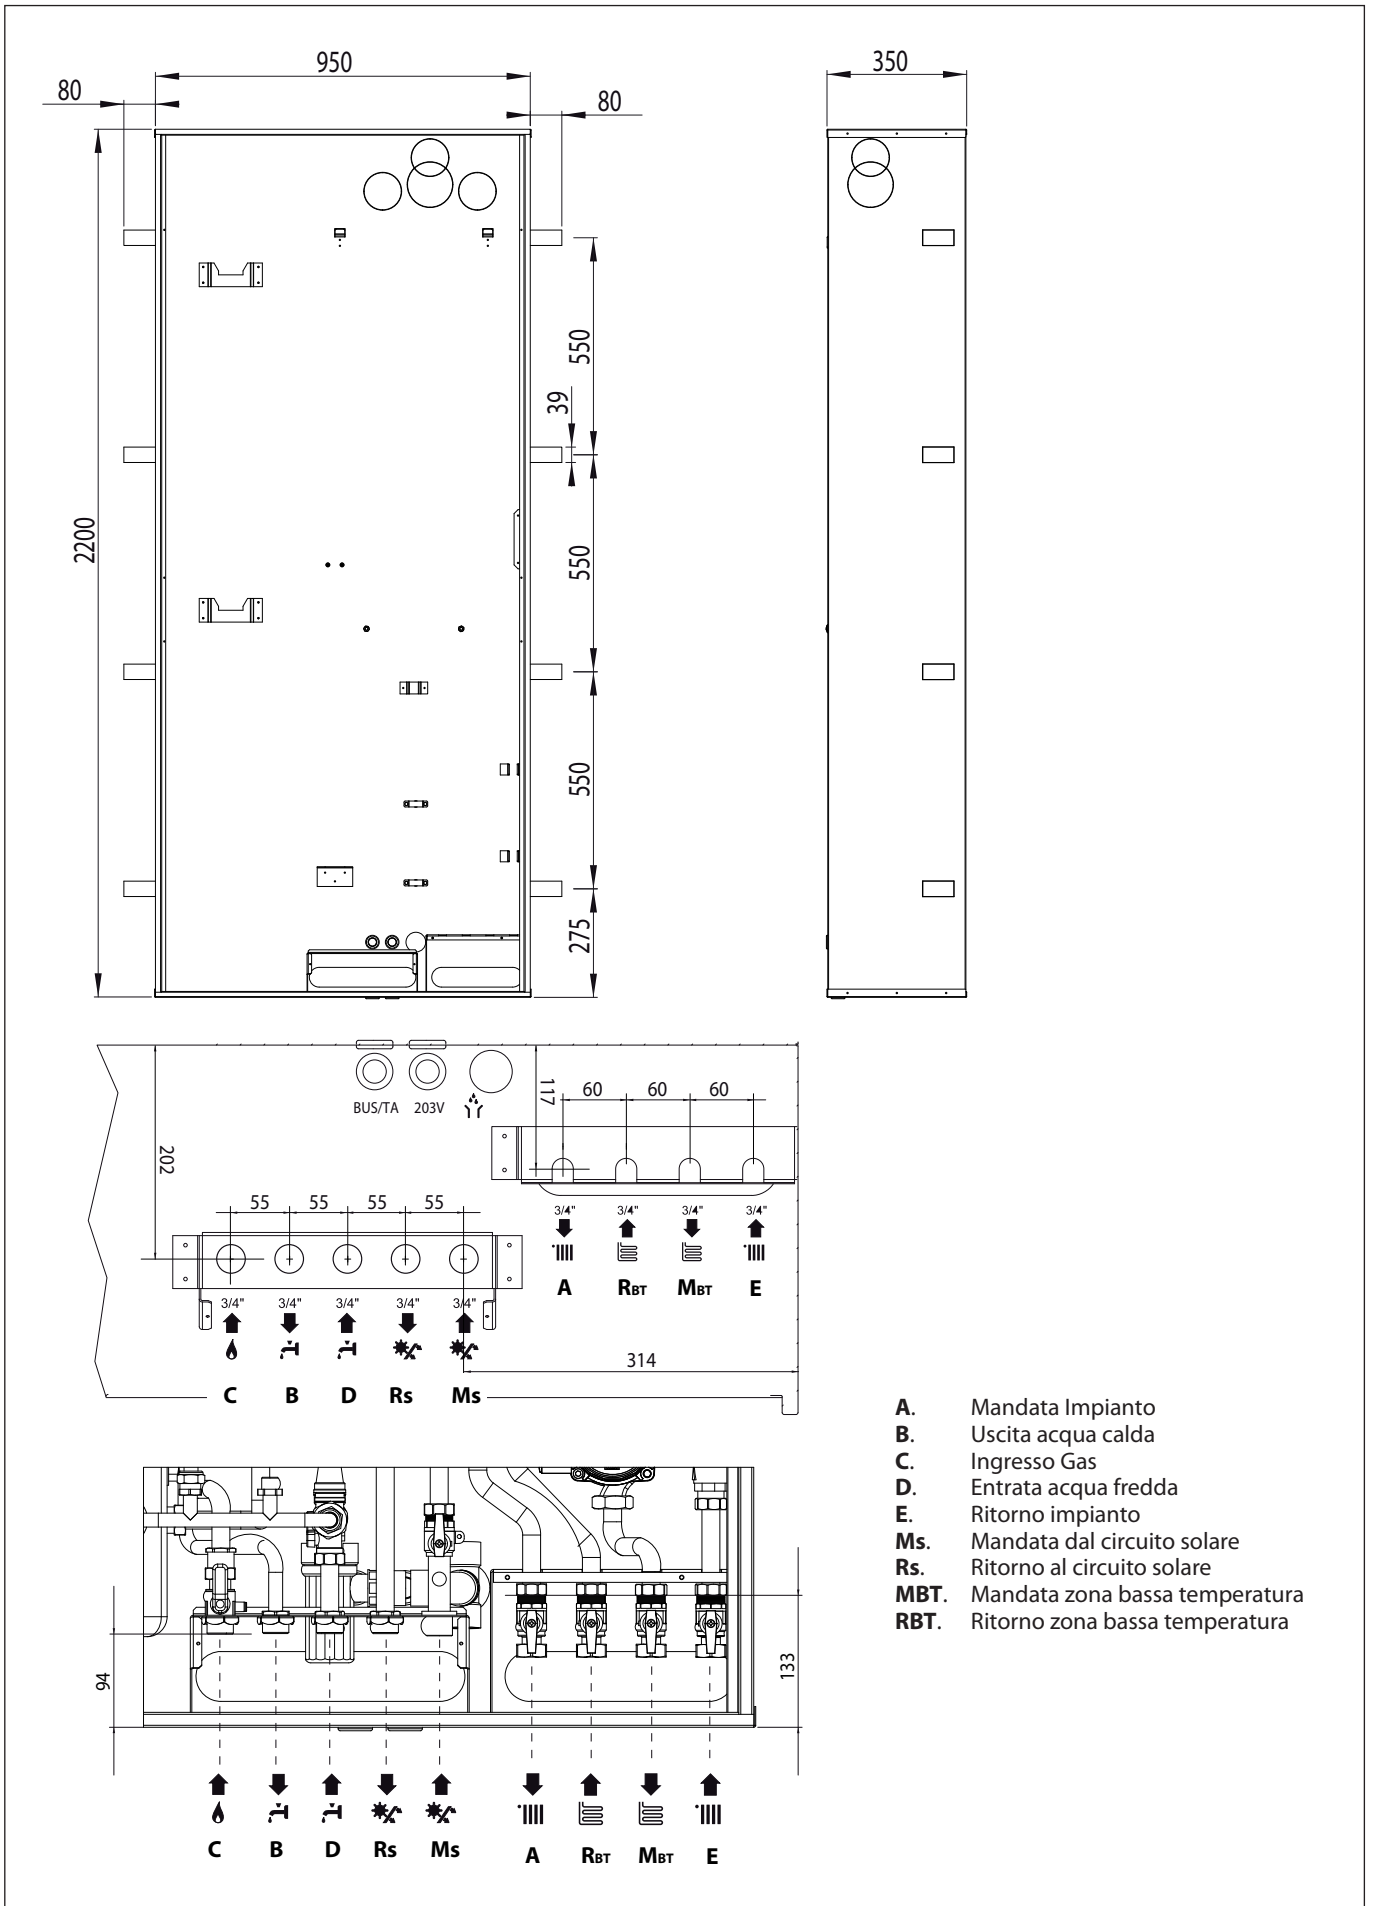 950
350
80
80
2200
550
39
550
550
275
BUS/TA 203V
117
60 60 60
202
55 55 55 55
3/4" 3/4" 3/4" 3/4"
A RBT MBT E
3/4" 3/4" 3/4" 3/4" 3/4"
314
C B D Rs Ms
A. Mandata Impianto
B. Uscita acqua calda
C. Ingresso Gas
D. Entrata acqua fredda
E. Ritorno impianto
Ms. Mandata dal circuito solare
Rs. Ritorno al circuito solare
MBT. Mandata zona bassa temperatura
RBT. Ritorno zona bassa temperatura
94
133
C B D Rs Ms A RBT MBT E